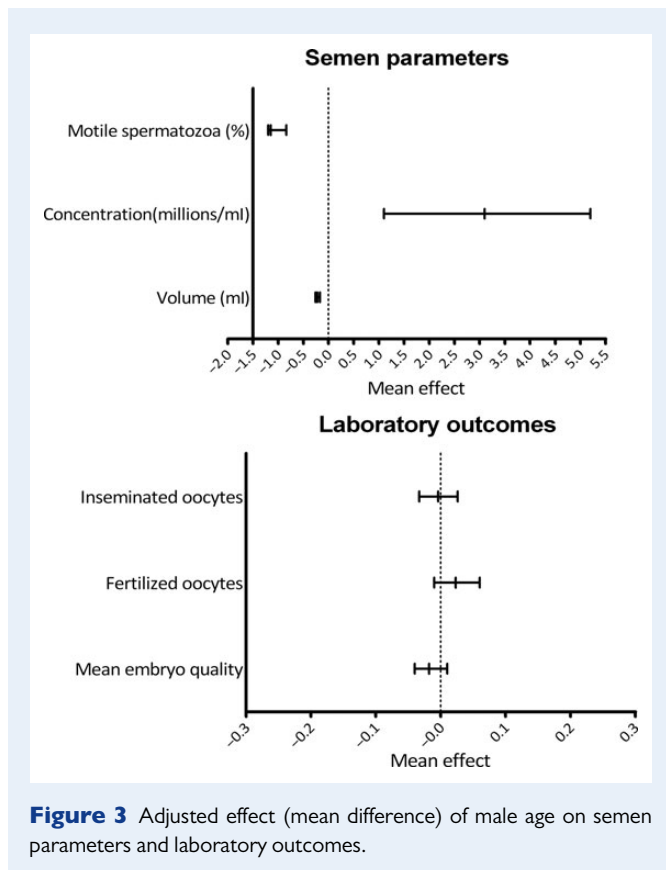 Semen parameters
Motile spermatozoa (%)
Concentration(millions/ml)
Volume (ml)
–2.0 –1.5 –1.0 –0.5 0.0 0.5 1.0 1.5 2.0 2.5 3.0 3.5 4.0 4.5 5.0 5.5
Mean effect
Laboratory outcomes
Inseminated oocytes
Fertilized oocytes
Mean embryo quality
–0.3 –0.2 –0.1 –0.0 0.1 0.2 0.3
Mean effect
Figure 3 Adjusted effect (mean difference) of male age on semen
parameters and laboratory outcomes.